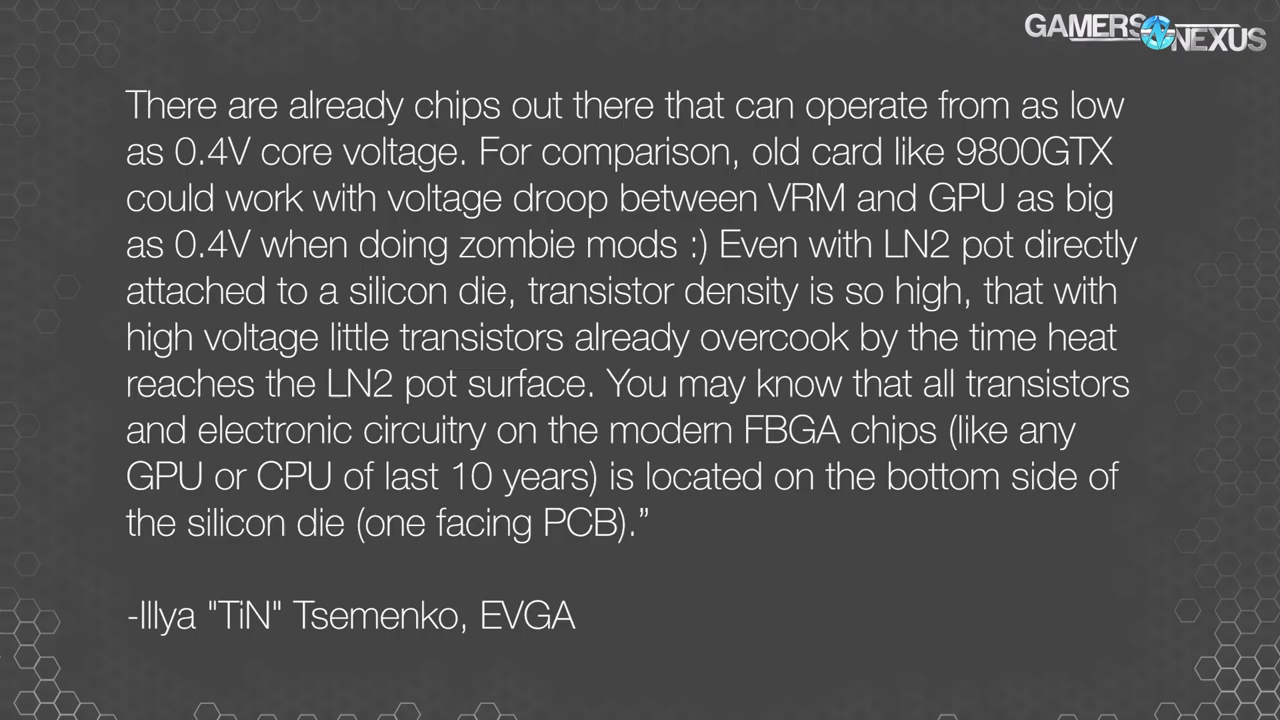 GAMERS NEXUS
There are already chips out there that can operate from as low
as 0.4V core voltage. For comparison, old card like 9800GTX
could work with voltage droop between VRM and GPU as big
as 0.4V when doing zombie mods :) Even with LN2 pot directly
attached to a silicon die, transistor density is so high, that with
high voltage little transistors already overcook by the time heat
reaches the LN2 pot surface. You may know that all transistors
and electronic circuitry on the modern FBGA chips (like any
GPU or CPU of last 10 years) is located on the bottom side of
the silicon die (one facing PCB).”
-Illya "TiN" Tsemenko, EVGA